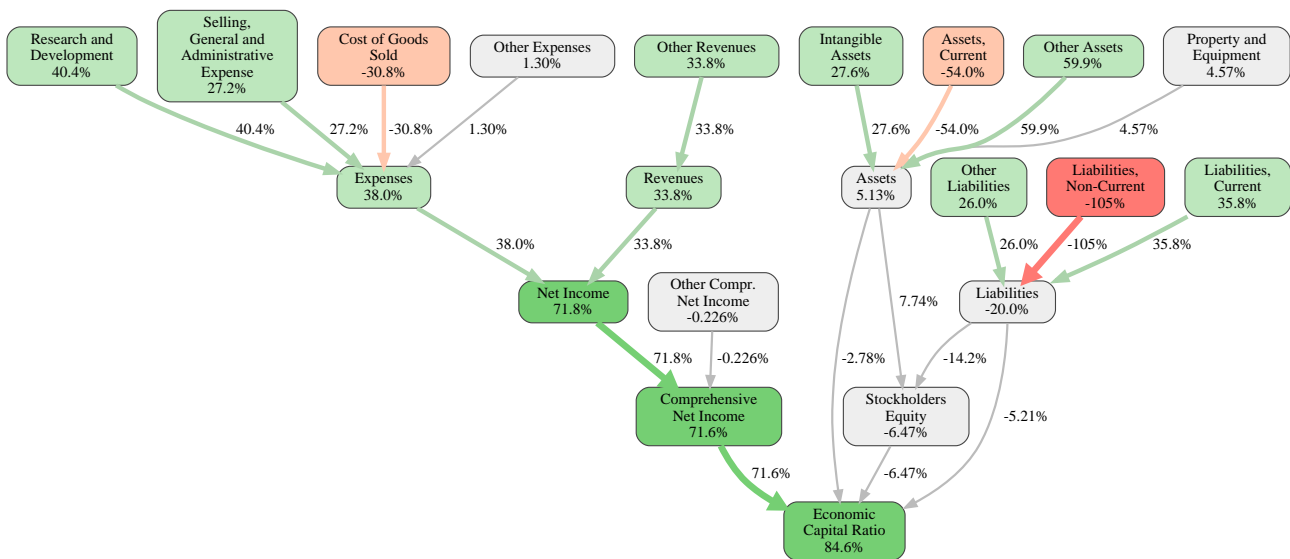 Research and
Development
40.4%
Selling,
General and
Administrative
Expense
27.2%
Cost of Goods
Sold
-30.8%
Other Expenses
1.30%
Other Revenues
33.8%
Intangible
Assets
27.6%
Assets,
Current
-54.0%
Other Assets
59.9%
Property and
Equipment
4.57%
40.4%
27.2%
-30.8%
1.30%
33.8%
27.6%
-54.0%
59.9%
4.57%
Expenses
38.0%
Revenues
33.8%
Assets
5.13%
Other
Liabilities
26.0%
Liabilities,
Non-Current
-105%
Liabilities,
Current
35.8%
38.0%
33.8%
26.0%
-105%
35.8%
Net Income
71.8%
Other Compr.
Net Income
-0.226%
7.74%
Liabilities
-20.0%
71.8%
-0.226%
-2.78%
-14.2%
Comprehensive
Net Income
71.6%
Stockholders
Equity
-6.47%
-5.21%
71.6%
-6.47%
Economic
Capital Ratio
84.6%